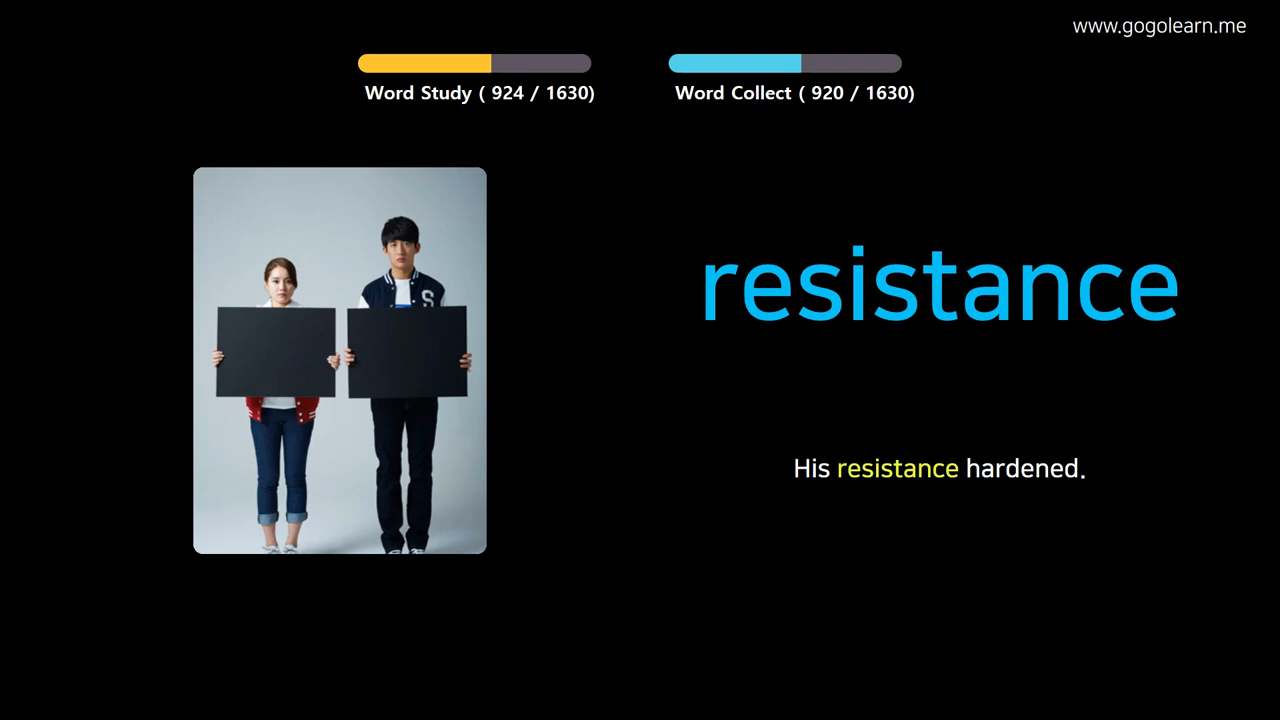 www.gogolearn.me
Word Study ( 924 / 1630)
Word Collect ( 920 / 1630)
S
resistance
His resistance hardened.